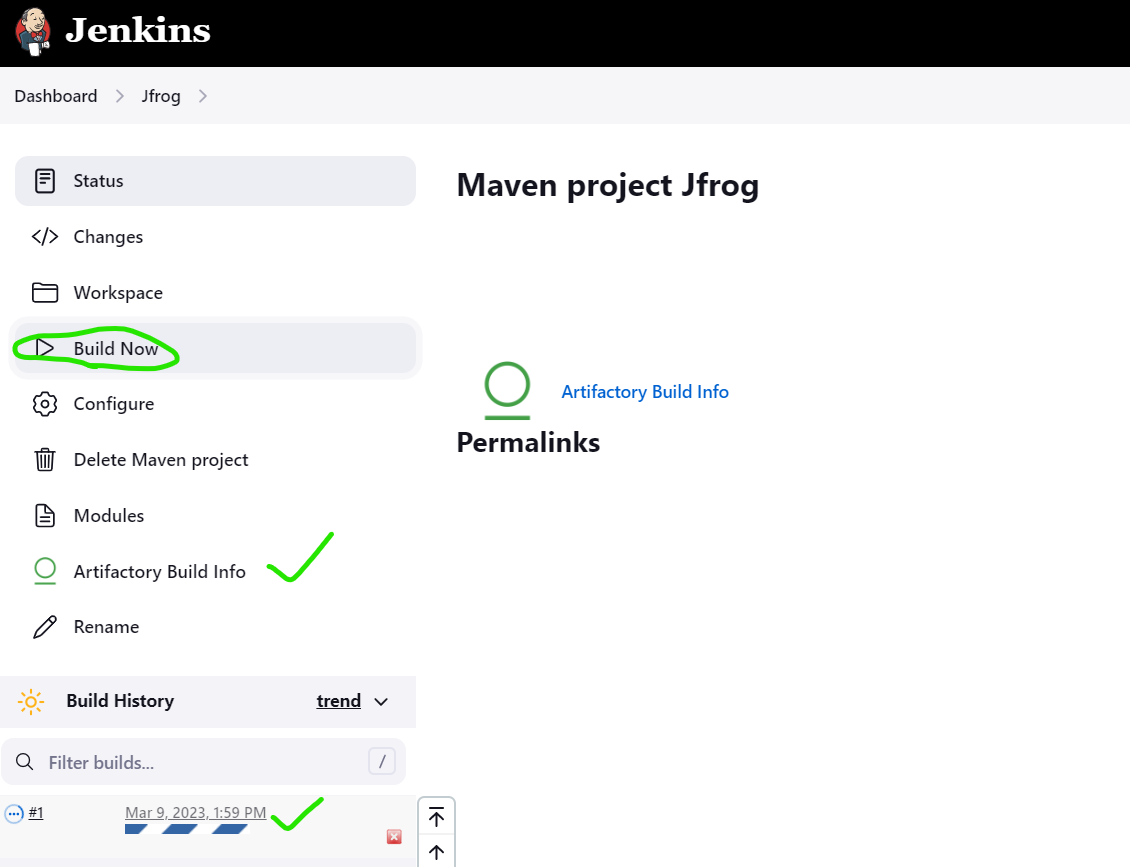 Jenkins
Dashboard
Jfrog
Status
Changes
Workspace
Build Now
Configure
Delete Maven project
Modules
Artifactory Build Info
Rename
Build History
trend
Filter builds...
/
#1
Mar 9, 2023, 1:59 PM
Maven project Jfrog
Artifactory Build Info
Permalinks